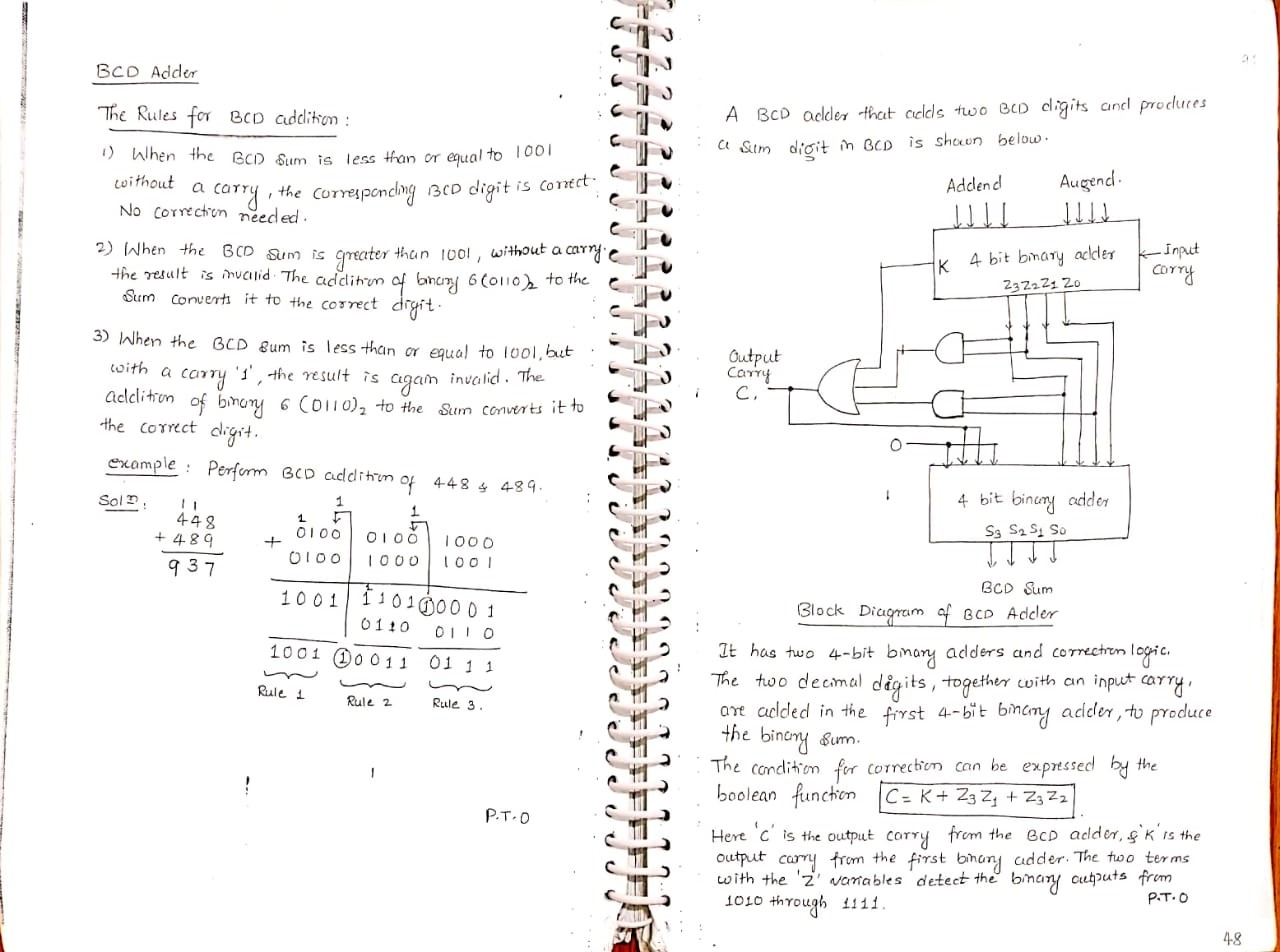 BCD Adder
The Rules for BCD addition :
1) When the BCD Sum is less than or equal to 1001
without a carry, the corresponding BCD digit is correct.
No correction needed.
2) When the BCD Sum is greater than 1001, without a carry.
the result is invalid. The addition of binary 6 (0110)2 to the
Sum converts it to the correct digit.
3) When the BCD Sum is less than or equal to 1001, but
with a carry '1', the result is again invalid. The
addition of binary 6 (0110)2 to the Sum converts it to
the correct digit.
example : Perform BCD addition of 448 & 489.
Soln:
1 1
448
+ 489
937
1 1
1
0100 0100 1000
+ 0100 1000 1001
1
1001 1101 ① 0001
0110 0110
1001 ① 0011 0111
Rule 1 Rule 2 Rule 3.
P.T.O
A BCD adder that adds two BCD digits and produces
a Sum digit in BCD is shown below.
Addend Augend.
K 4 bit binary adder
Input
Carry
Z3 Z2 Z1 Z0
Output
Carry
C.
0
4 bit binary adder
S3 S2 S1 S0
BCD Sum
Block Diagram of BCD Adder
It has two 4-bit binary adders and correction logic.
The two decimal digits, together with an input carry,
are added in the first 4-bit binary adder, to produce
the binary sum.
The condition for correction can be expressed by the
boolean function C = K + Z3 Z1 + Z3 Z2
Here 'C' is the output carry from the BCD adder, & 'K' is the
output carry from the first binary adder. The two terms
with the 'Z' variables detect the binary outputs from
1010 through 1111.
P.T.O
48